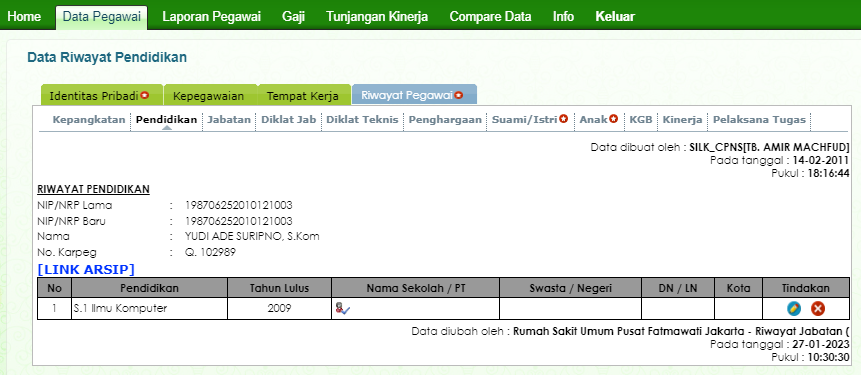 Home Data Pegawai Laporan Pegawai Gaji Tunjangan Kinerja Compare Data Info Keluar
Data Riwayat Pendidikan
Identitas Pribadi Kepegawaian Tempat Kerja Riwayat Pegawai
Kepangkatan Pendidikan Jabatan Diklat Jab Diklat Teknis Penghargaan Suami/Istri Anak KGB Kinerja Pelaksana Tugas
Data dibuat oleh : SILK_CPNS[TB. AMIR MACHFUD]
Pada tanggal : 14-02-2011
Pukul : 18:16:44
RIWAYAT PENDIDIKAN
NIP/NRP Lama : 198706252010121003
NIP/NRP Baru : 198706252010121003
Nama : YUDI ADE SURIPNO, S.Kom
No. Karpeg : Q. 102989
[LINK ARSIP]
No Pendidikan Tahun Lulus Nama Sekolah / PT Swasta / Negeri DN / LN Kota Tindakan
1 S.1 Ilmu Komputer 2009
Data diubah oleh : Rumah Sakit Umum Pusat Fatmawati Jakarta - Riwayat Jabatan (
Pada tanggal : 27-01-2023
Pukul : 10:30:30